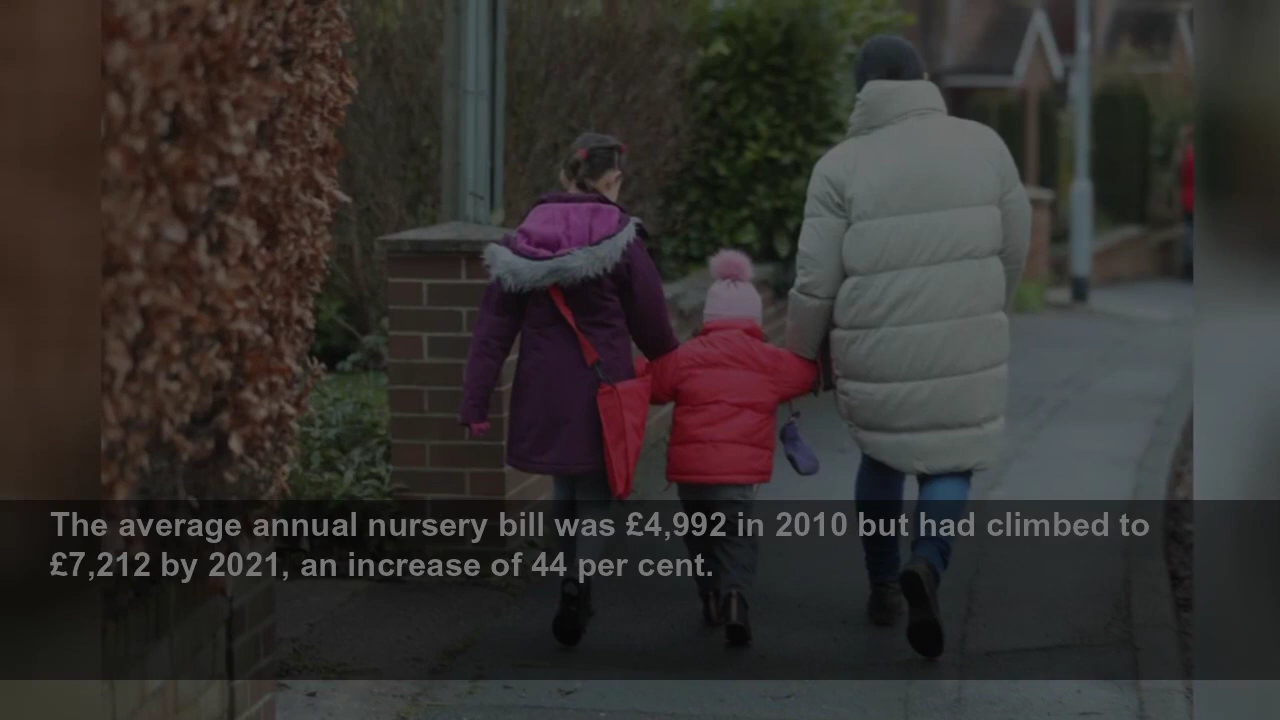 The average annual nursery bill was £4,992 in 2010 but had climbed to
£7,212 by 2021, an increase of 44 per cent.